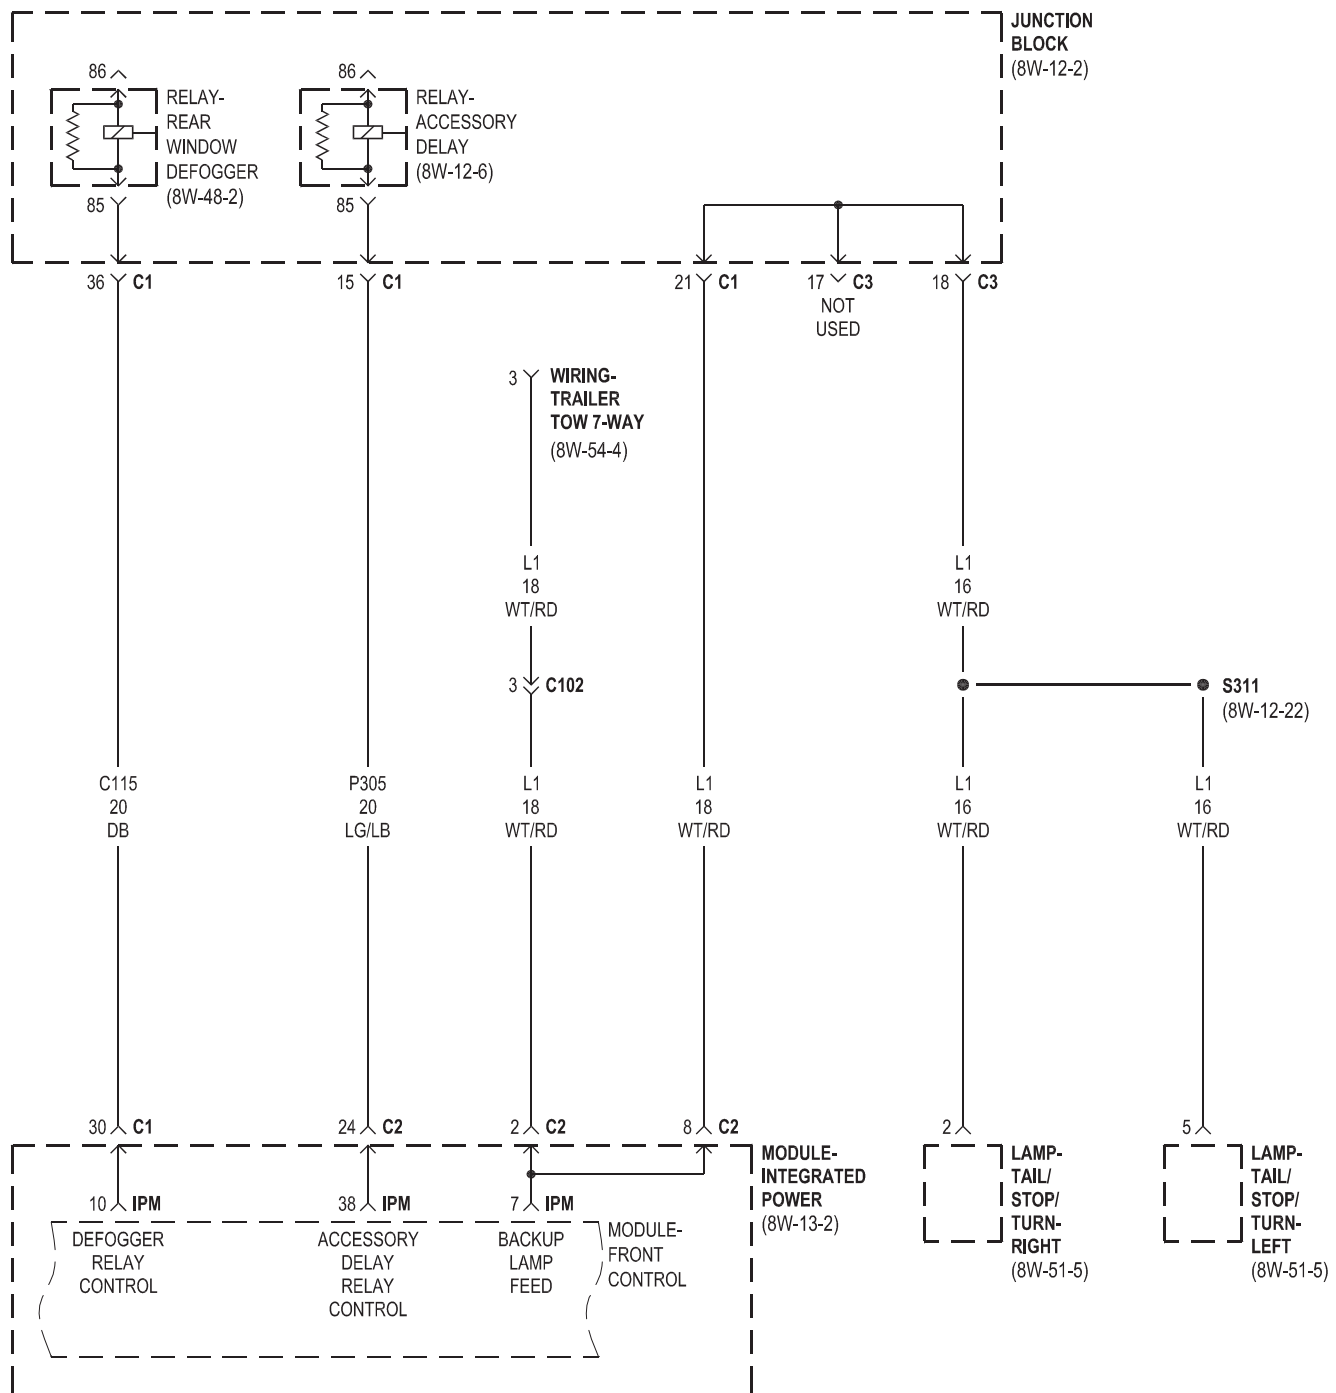 JUNCTION
BLOCK
(8W-12-2)
86
RELAY-
REAR
WINDOW
DEFOGGER
(8W-48-2)
85
86
RELAY-
ACCESSORY
DELAY
(8W-12-6)
85
36 C1
15 C1
21 C1
17 C3
NOT
USED
18 C3
3
WIRING-
TRAILER
TOW 7-WAY
(8W-54-4)
L1
18
WT/RD
L1
16
WT/RD
3 C102
S311
(8W-12-22)
C115
20
DB
P305
20
LG/LB
L1
18
WT/RD
L1
18
WT/RD
L1
16
WT/RD
L1
16
WT/RD
30 C1
24 C2
2 C2
8 C2
2
5
MODULE-
INTEGRATED
POWER
(8W-13-2)
LAMP-
TAIL/
STOP/
TURN-
RIGHT
(8W-51-5)
LAMP-
TAIL/
STOP/
TURN-
LEFT
(8W-51-5)
10 IPM
38 IPM
7 IPM
DEFOGGER
RELAY
CONTROL
ACCESSORY
DELAY
RELAY
CONTROL
BACKUP
LAMP
FEED
MODULE-
FRONT
CONTROL